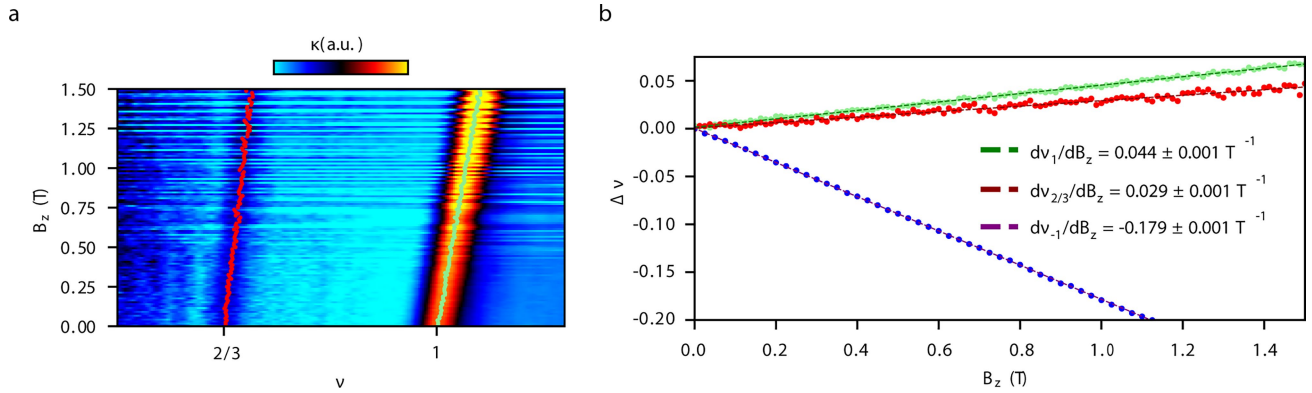 a
κ(a.u.)
B_z (T)
1.50
1.25
1.00
0.75
0.50
0.25
0.00
2/3
1
ν
b
Δ ν
0.05
0.00
-0.05
-0.10
-0.15
-0.20
dν₁/dB_z = 0.044 ± 0.001 T ⁻¹
dν_2/3/dB_z = 0.029 ± 0.001 T ⁻¹
dν₋₁/dB_z = -0.179 ± 0.001 T ⁻¹
0.0
0.2
0.4
0.6
0.8
1.0
1.2
1.4
B_z (T)